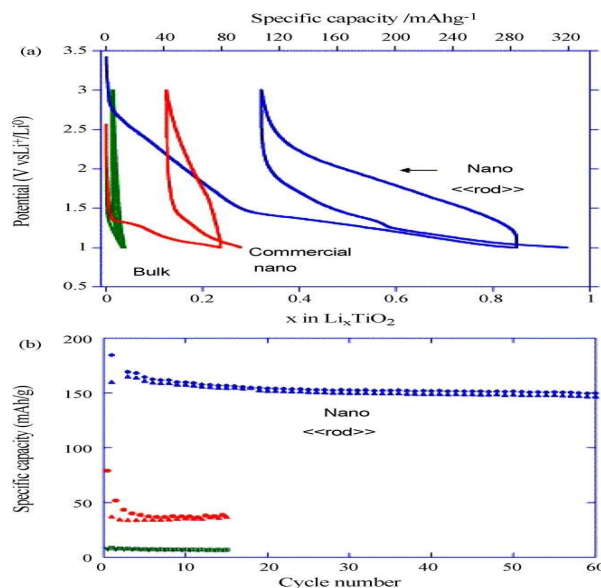 Specific capacity /mAhg-1
0 40 80 120 160 200 240 280 320
(a)
3.5
3
2.5
2
1.5
1
0.5
Potential (V vsLi+/Li0)
Nano
<<rod>>
Commercial
nano
Bulk
0 0.2 0.4 0.6 0.8 1
x in LixTiO2
(b)
200
150
100
50
0
Specific capacity (mAh/g)
Nano
<<rod>>
0 10 20 30 40 50 60
Cycle number